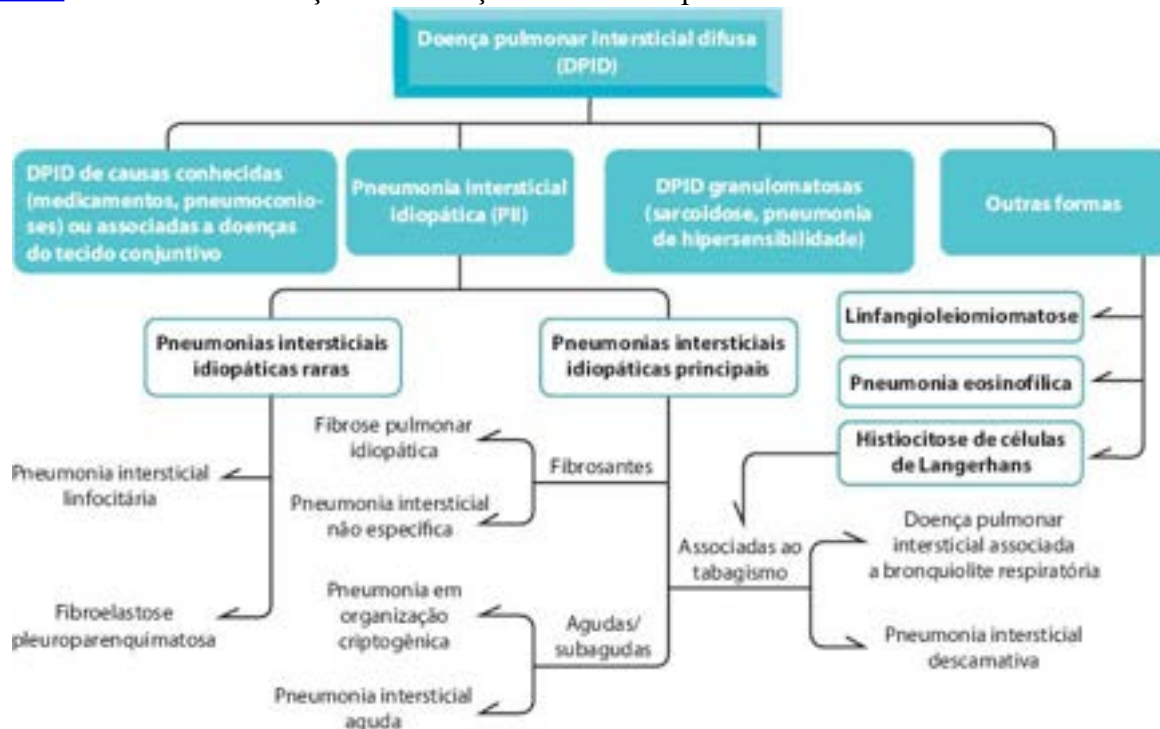 Doença pulmonar intersticial difusa
(DPID)
DPID de causas conhecidas
(medicamentos, pneumoconio-
ses) ou associadas a doenças
do tecido conjuntivo
Pneumonia intersticial
idiopática (PII)
DPID granulomatosas
(sarcoidose, pneumonia
de hipersensibilidade)
Outras formas
Pneumonias intersticiais
idiopáticas raras
Pneumonias intersticiais
idiopáticas principais
Linfangioleiomiomatose
Pneumonia eosinofílica
Histiocitose de células
de Langerhans
Pneumonia intersticial
linfocitária
Fibroelastose
pleuroparenquimatosa
Fibrose pulmonar
idiopática
Fibrosantes
Pneumonia intersticial
não específica
Pneumonia em
organização
criptogênica
Agudas/
subagudas
Pneumonia intersticial
aguda
Associadas ao
tabagismo
Doença pulmonar
intersticial associada
a bronquiolite respiratória
Pneumonia intersticial
descamativa